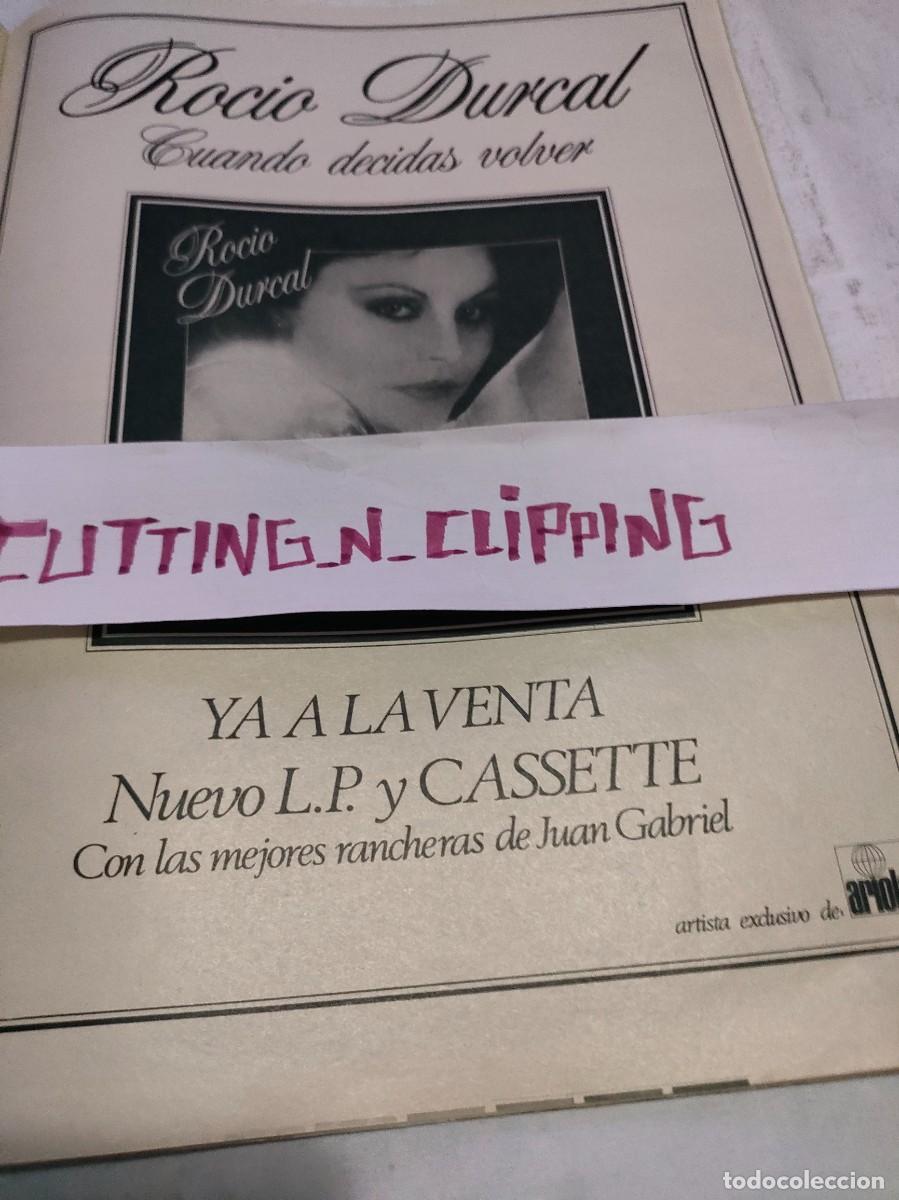 Rocio Durcal
Cuando decidas volver
Rocio
Durcal
CUTTING_N_CLIPPING
YA A LA VENTA
Nuevo L.P. y CASSETTE
Con las mejores rancheras de Juan Gabriel
artista exclusivo de: ariol
todocoleccion